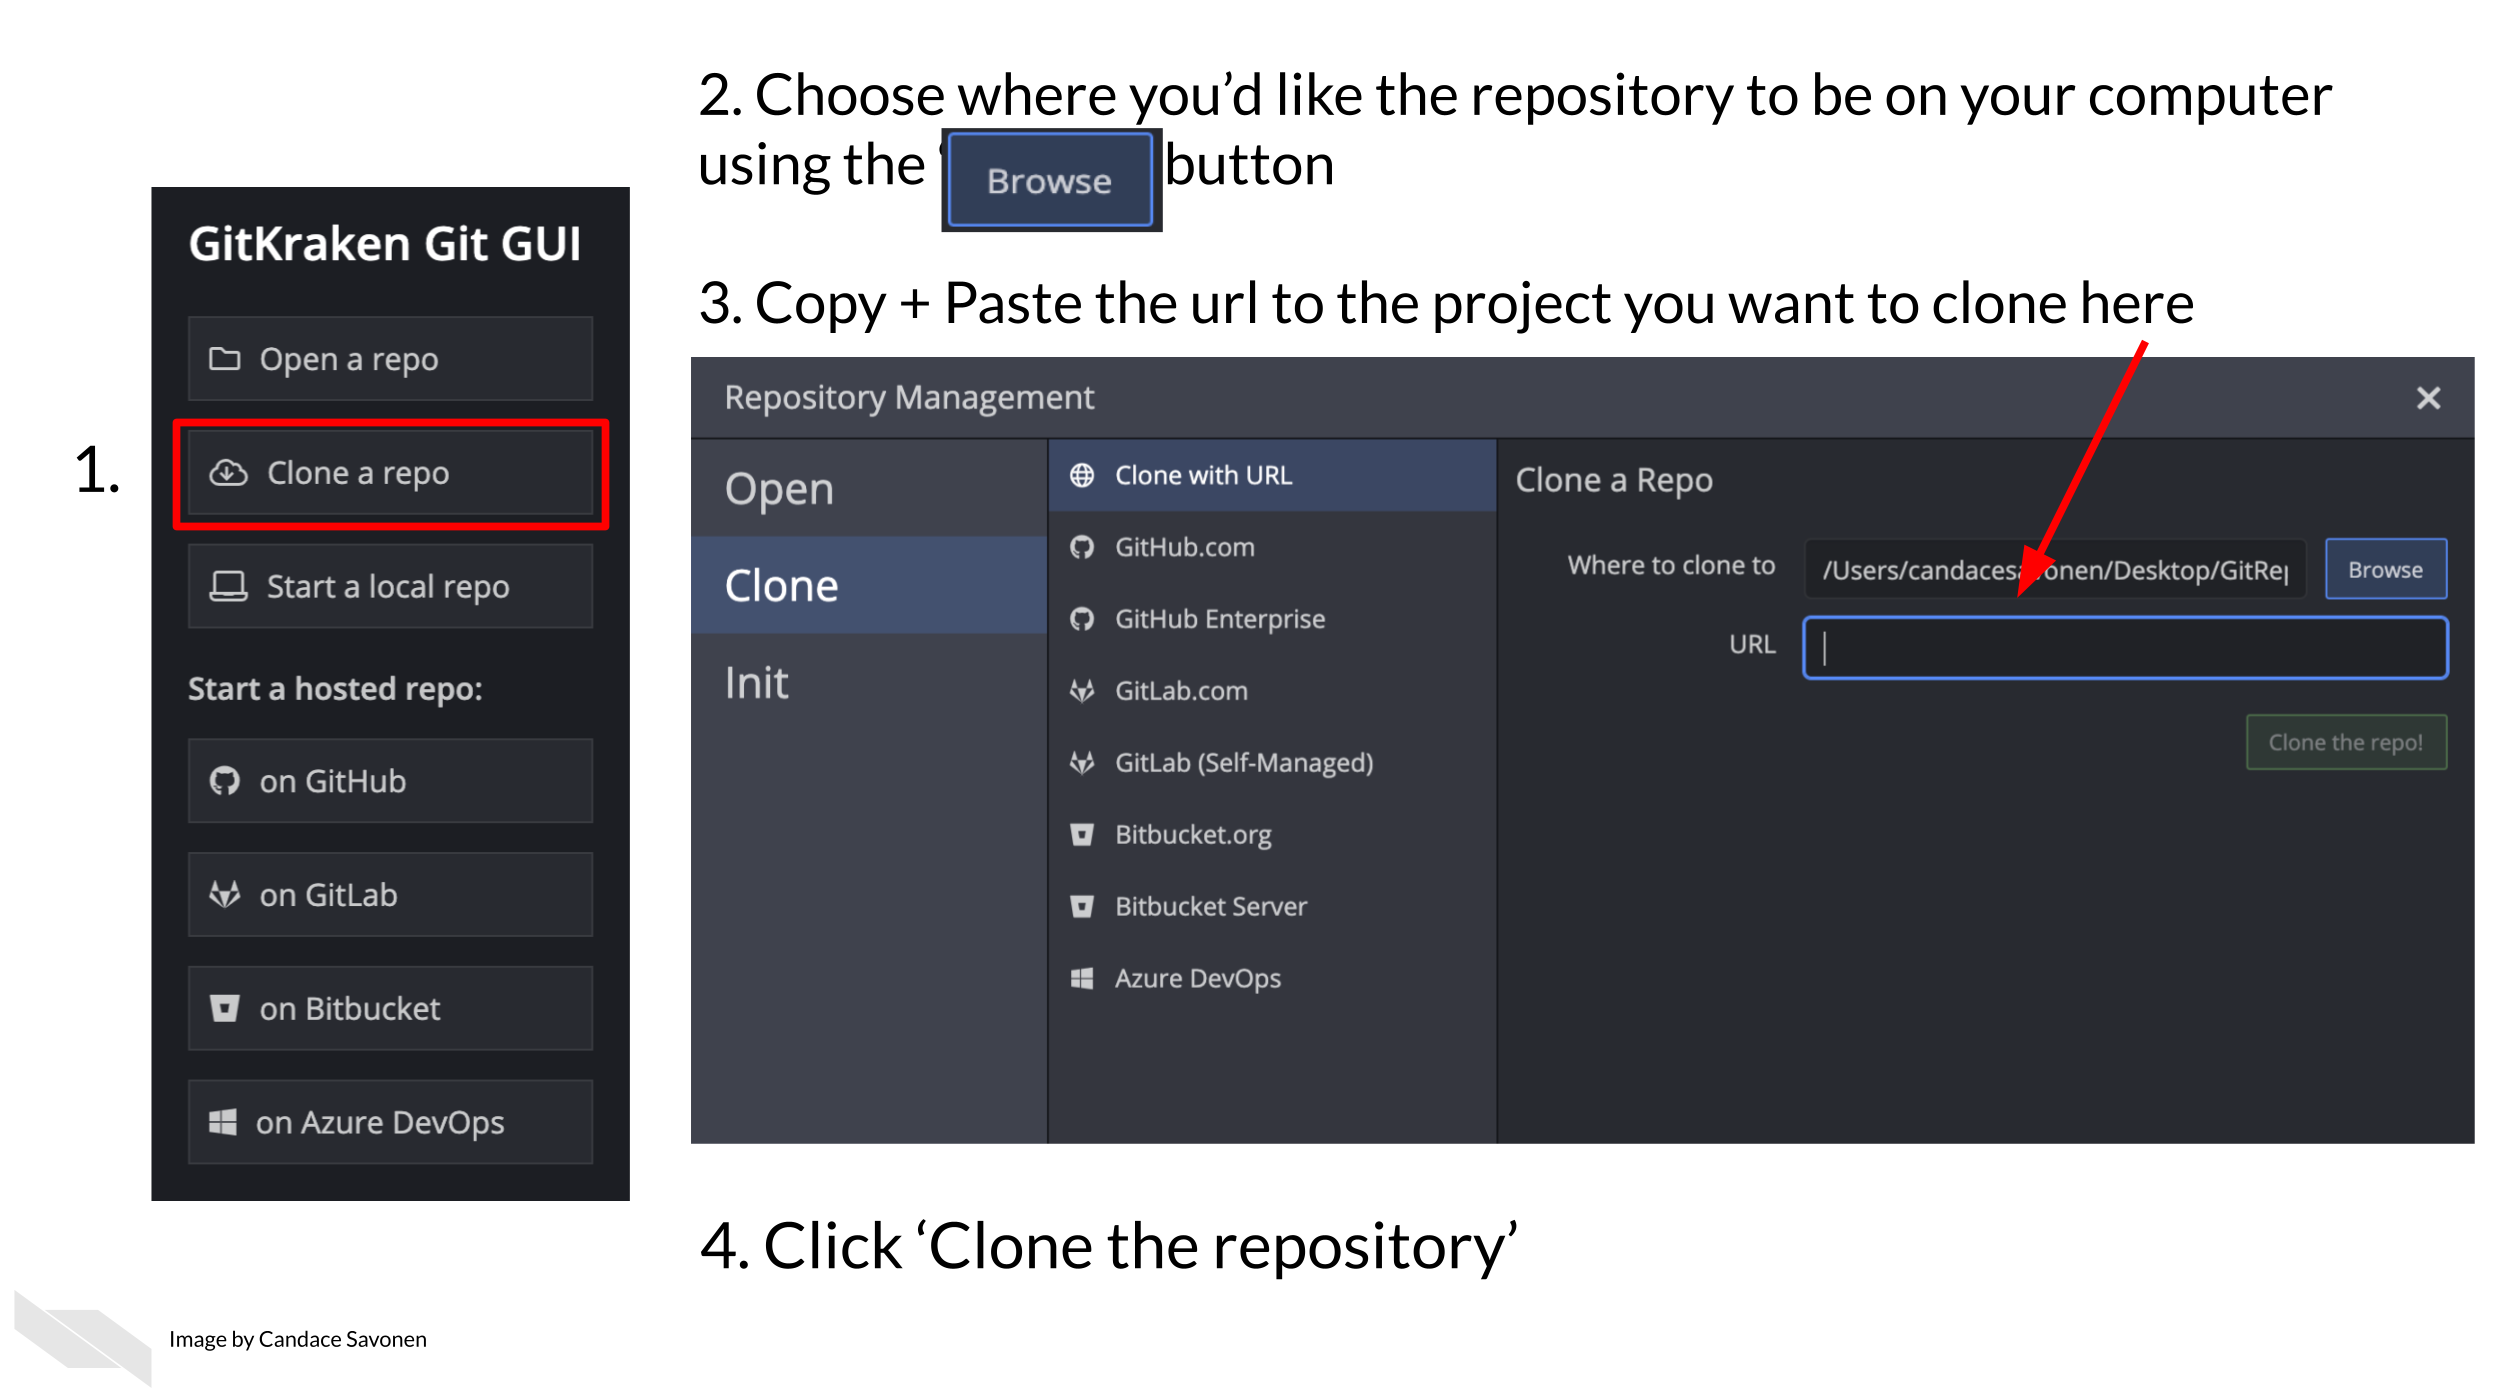 2. Choose where you’d like the repository to be on your computer
using the ‘ Browse button
3. Copy + Paste the url to the project you want to clone here
1.
GitKraken Git GUI
Open a repo
Clone a repo
Start a local repo
Start a hosted repo:
on GitHub
on GitLab
on Bitbucket
on Azure DevOps
Repository Management
Open
Clone
Init
Clone with URL
GitHub.com
GitHub Enterprise
GitLab.com
GitLab (Self-Managed)
Bitbucket.org
Bitbucket Server
Azure DevOps
Clone a Repo
Where to clone to
/Users/candacesavonen/Desktop/GitRep
Browse
URL
Clone the repo!
4. Click ‘Clone the repository’
Image by Candace Savonen